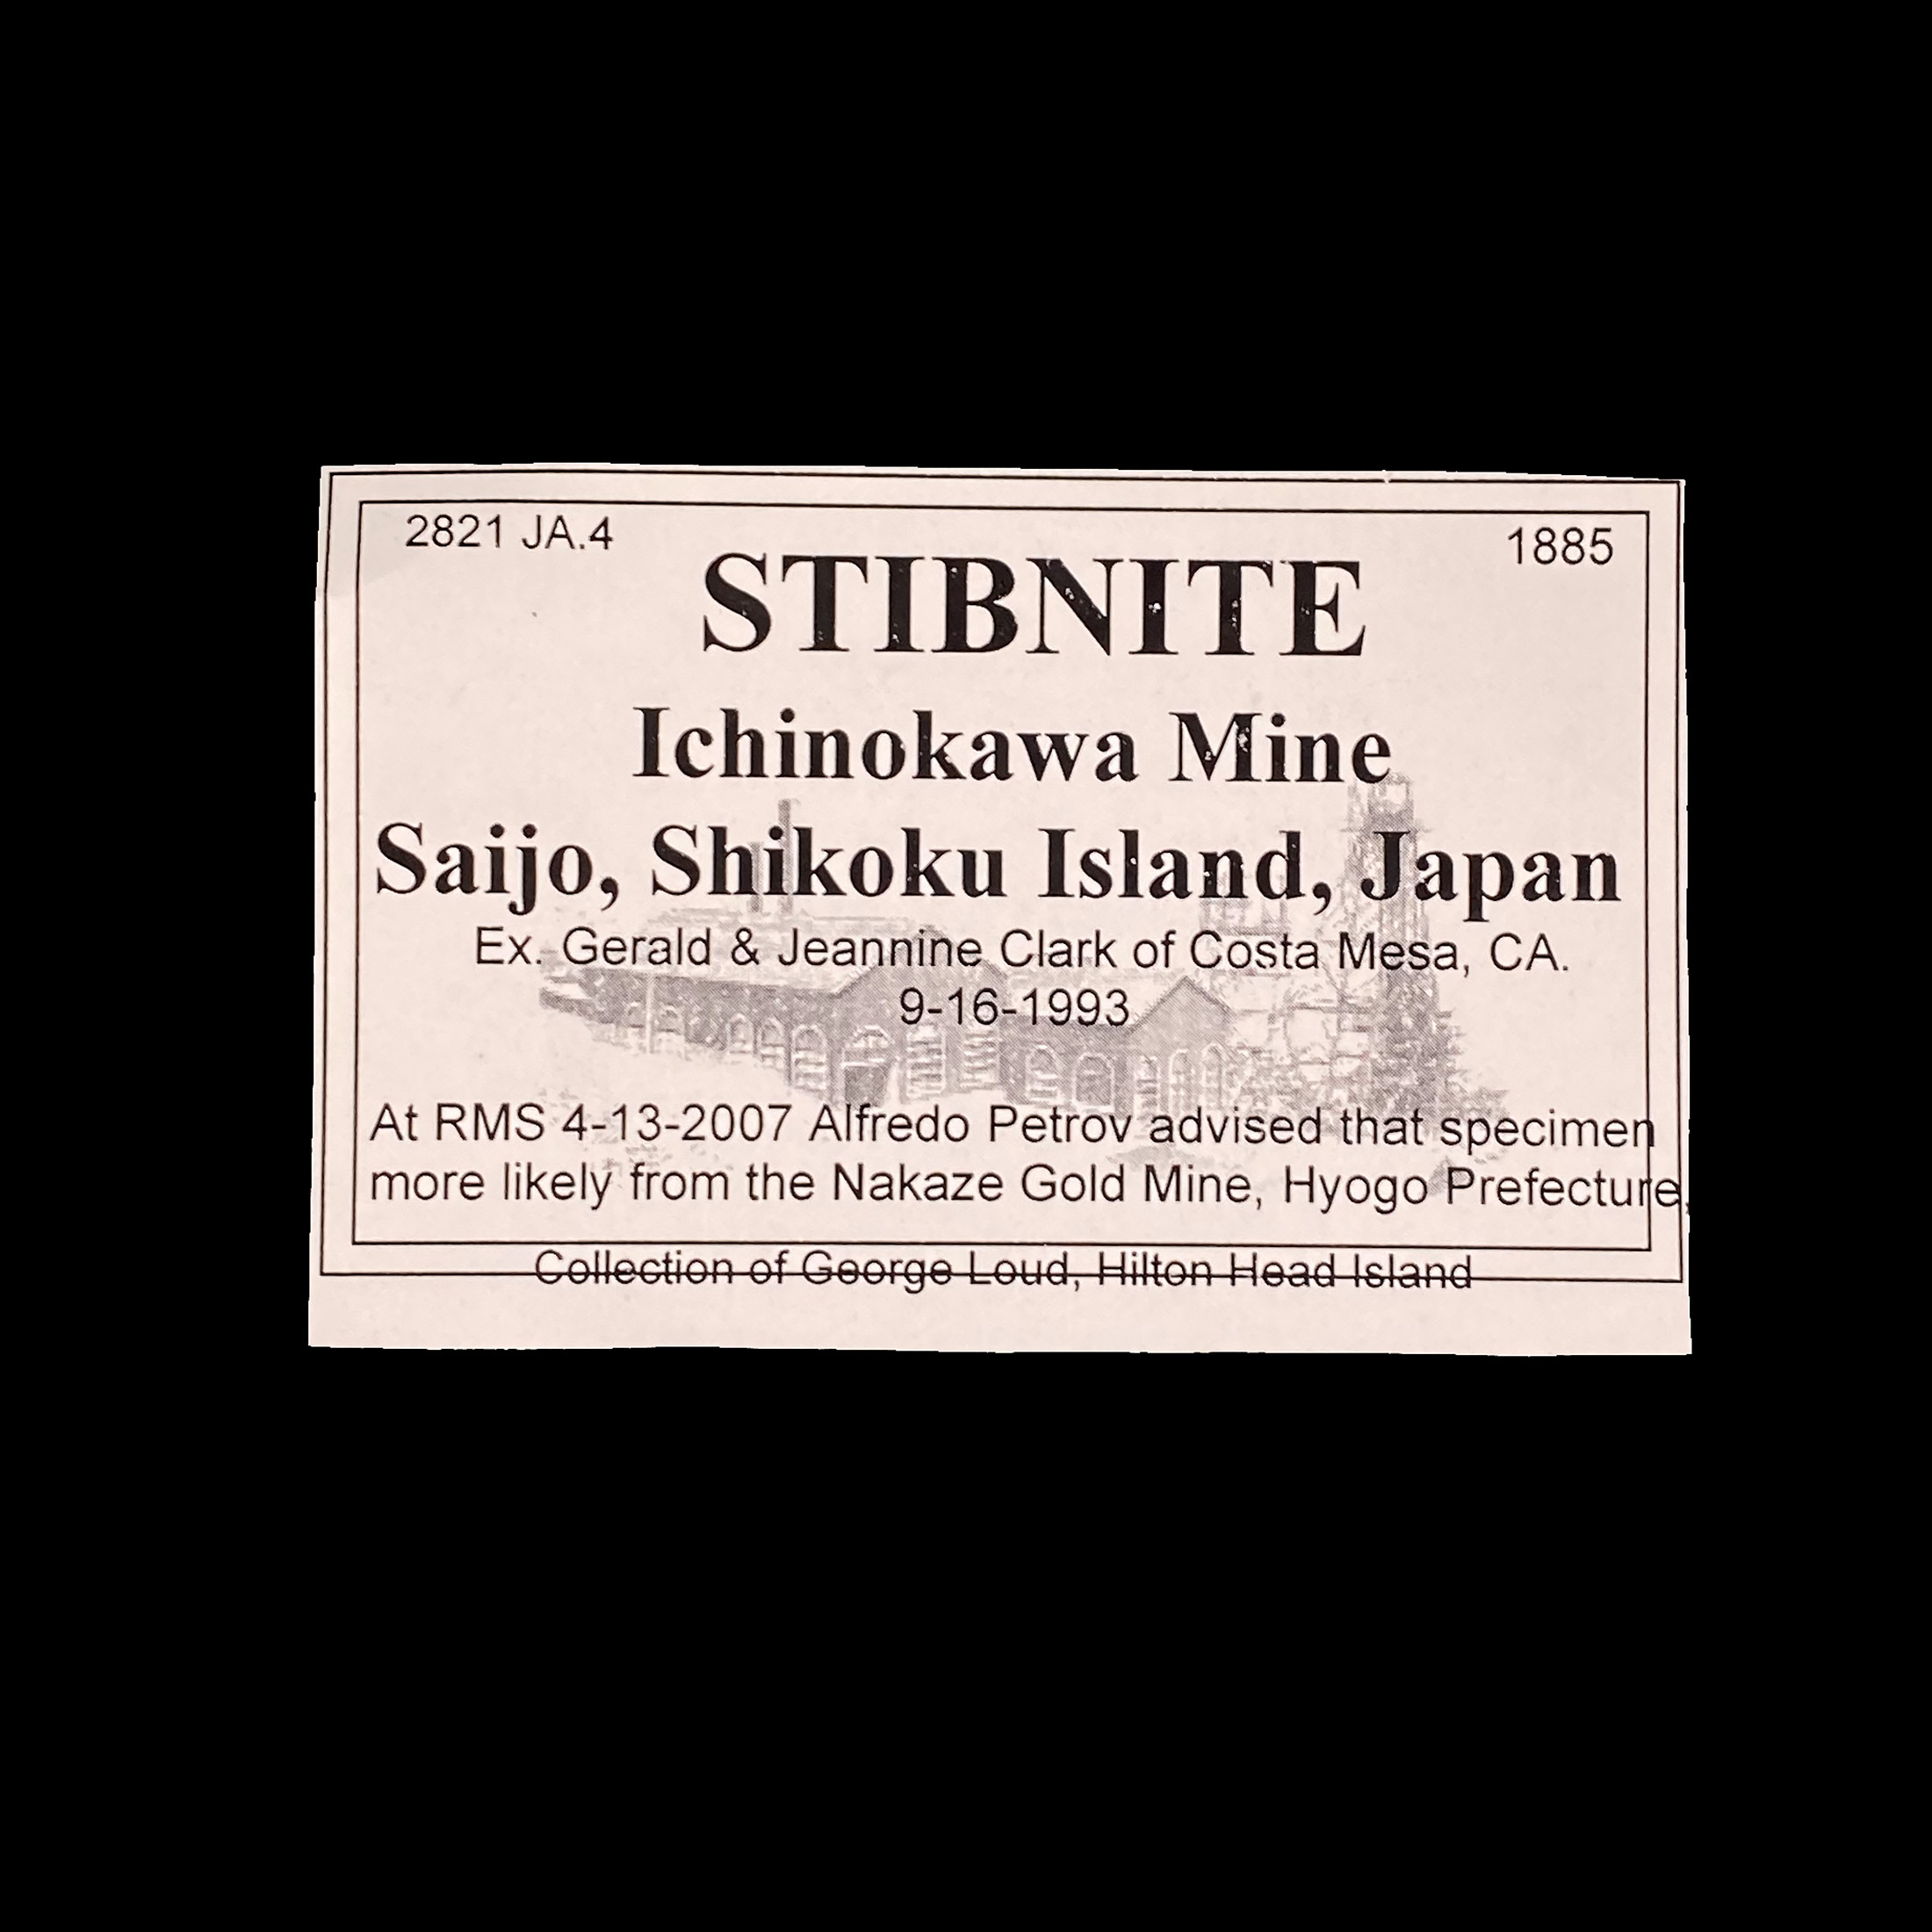 2821 JA.4
1885
STIBNITE
Ichinokawa Mine
Saijo, Shikoku Island, Japan
Ex. Gerald & Jeannine Clark of Costa Mesa, CA.
9-16-1993
At RMS 4-13-2007 Alfredo Petrov advised that specimen
more likely from the Nakaze Gold Mine, Hyogo Prefecture,
Collection of George Loud, Hilton Head Island